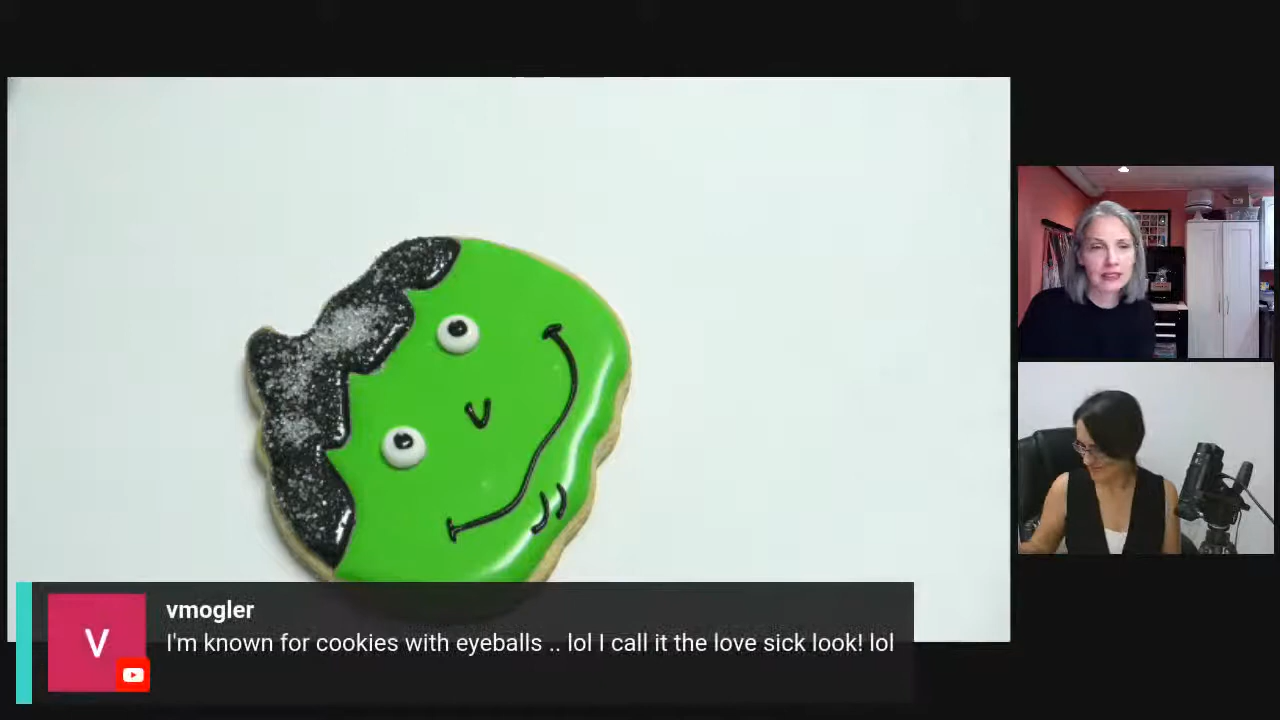 vmogler
V
I'm known for cookies with eyeballs .. lol I call it the love sick look! lol